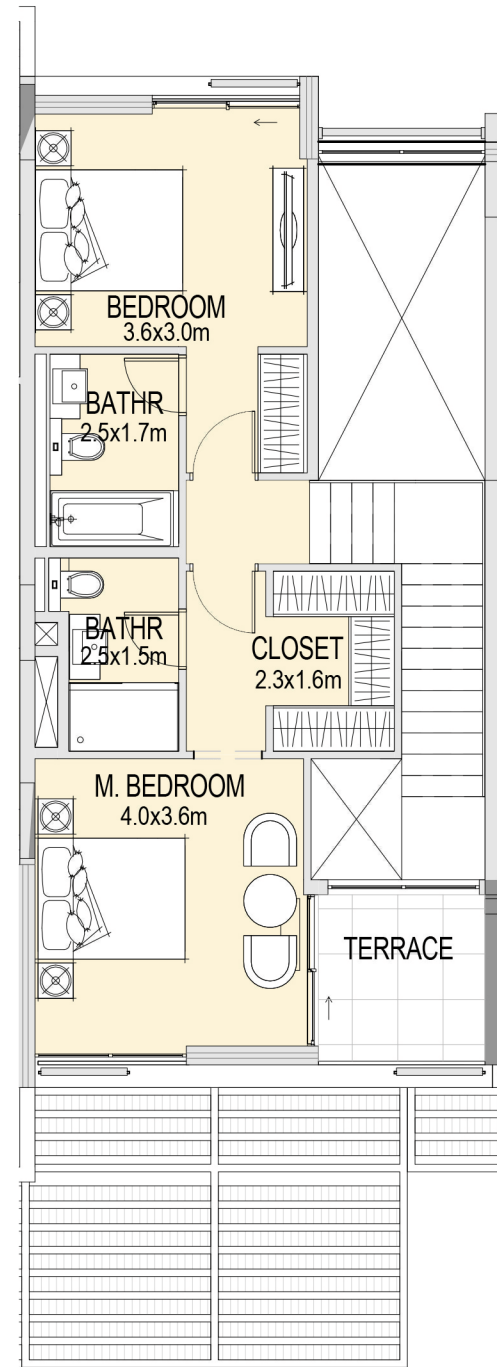 BEDROOM
3.6x3.0m
BATHR
2.5x1.7m
BATHR
2.5x1.5m
CLOSET
2.3x1.6m
M. BEDROOM
4.0x3.6m
TERRACE